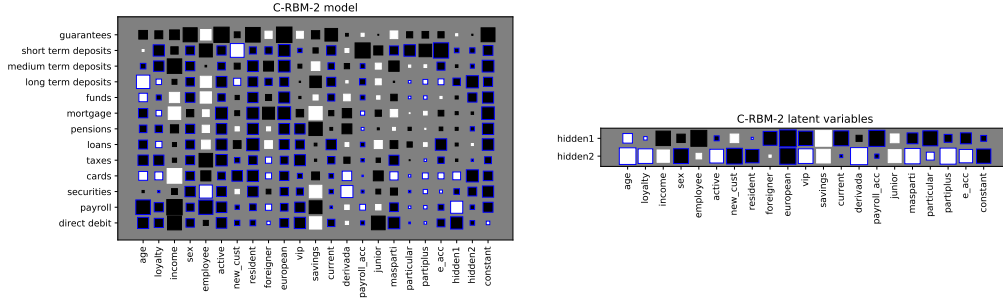 C-RBM-2 model
guarantees
short term deposits
medium term deposits
long term deposits
funds
mortgage
pensions
loans
taxes
cards
securities
payroll
direct debit
age
loyalty
income
sex
employee
active
new_cust
resident
foreigner
european
vip
savings
current
derivada
payroll_acc
junior
masparti
particular
partiplus
e_acc
hidden1
hidden2
constant
C-RBM-2 latent variables
hidden1
hidden2
age
loyalty
income
sex
employee
active
new_cust
resident
foreigner
european
vip
savings
current
derivada
payroll_acc
junior
masparti
particular
partiplus
e_acc
constant